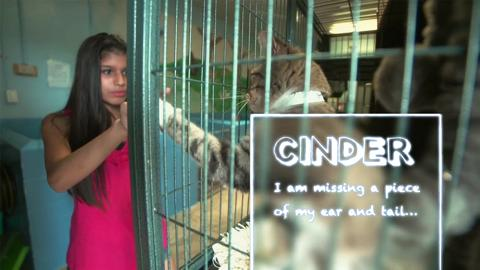 CINDER
I am missing a piece
of my ear and tail...